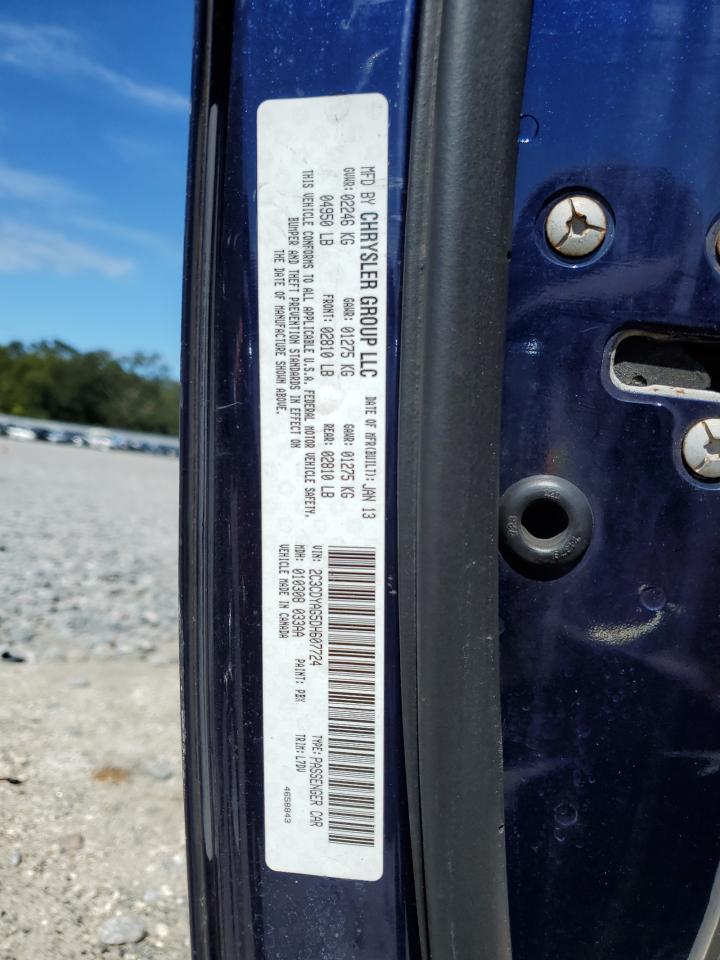 MFD BY CHRYSLER GROUP LLC DATE OF MFR(BUILT): JAN 13
GVWR: 02246 KG GAWR: 01275 KG GAWR: 01275 KG
04950 LB FRONT: 02810 LB REAR: 02810 LB
THIS VEHICLE CONFORMS TO ALL APPLICABLE U.S.A. FEDERAL MOTOR VEHICLE SAFETY,
BUMPER AND THEFT PREVENTION STANDARDS IN EFFECT ON
THE DATE OF MANUFACTURE SHOWN ABOVE.
VIN: 2C3CDYAG5DH607724 TYPE: PASSENGER CAR
MDH: 010308 033AA PAINT: PBX TRIM: L7DV
VEHICLE MADE IN CANADA 4658843